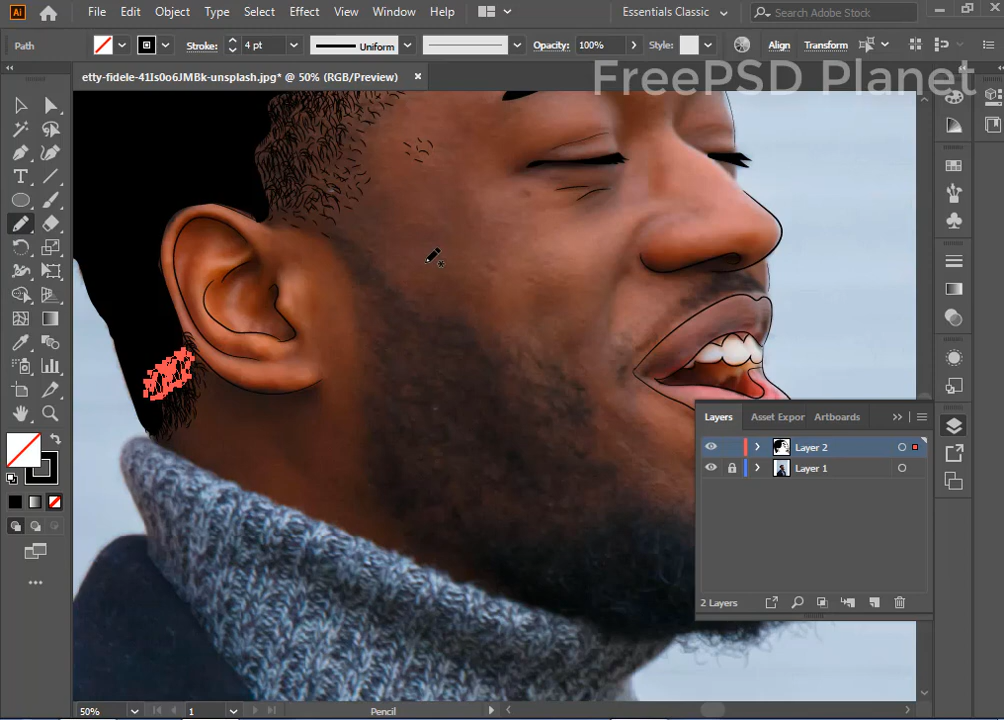 Ai File Edit Object Type Select Effect View Window Help Essentials Classic Search Adobe Stock
Path Stroke: 4 pt Uniform Opacity: 100% Style: Align Transform
etty-fidele-41Is0o6JMBk-unsplash.jpg* @ 50% (RGB/Preview) ×
FreePSD Planet
Layers Asset Expor Artboards
Layer 2
Layer 1
2 Layers
50% 1 Pencil